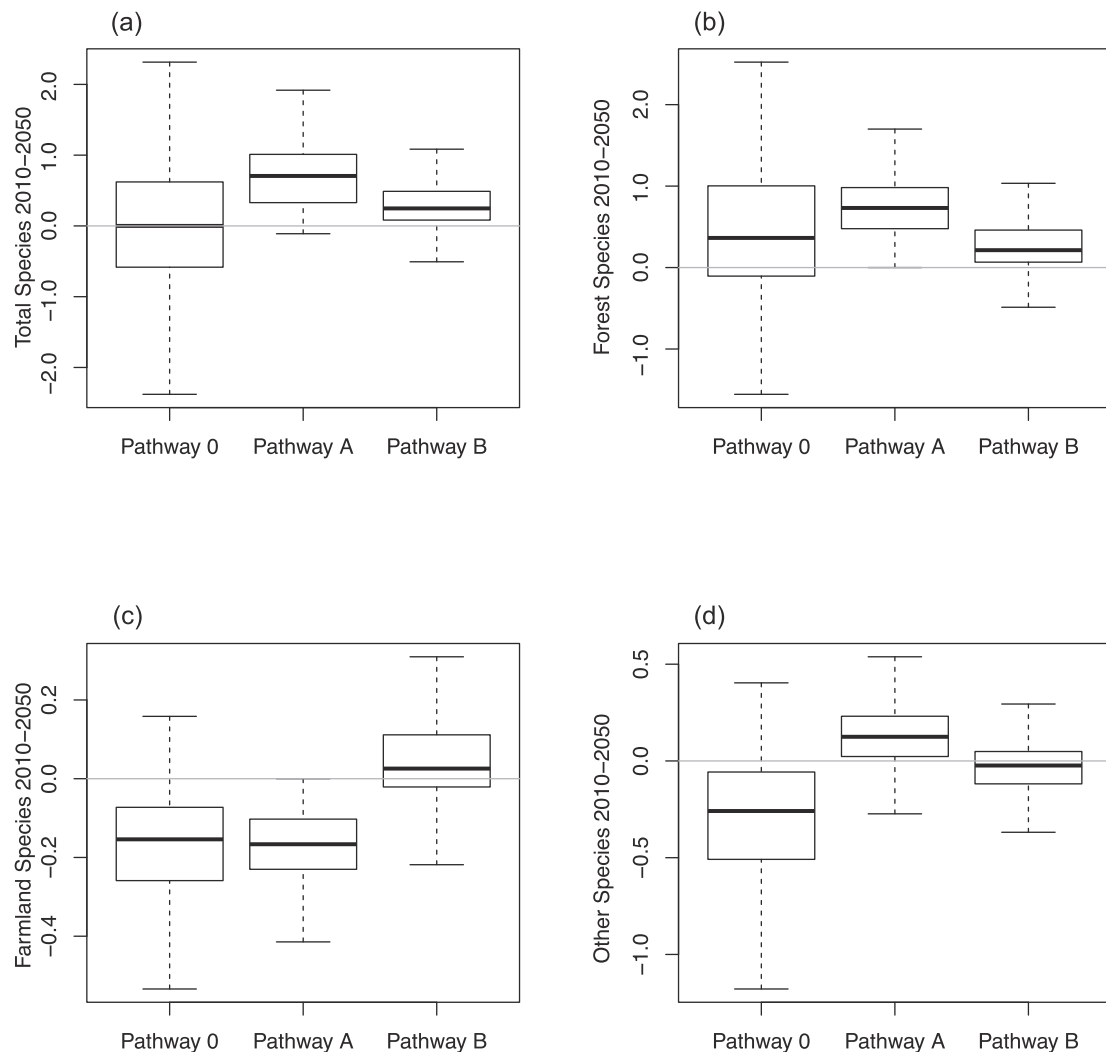 (a)
Total Species 2010−2050
2.0
1.0
0.0
−1.0
−2.0
Pathway 0 Pathway A Pathway B
(b)
Forest Species 2010−2050
2.0
1.0
0.0
−1.0
Pathway 0 Pathway A Pathway B
(c)
Farmland Species 2010−2050
0.2
0.0
−0.2
−0.4
Pathway 0 Pathway A Pathway B
(d)
Other Species 2010−2050
0.5
0.0
−0.5
−1.0
Pathway 0 Pathway A Pathway B